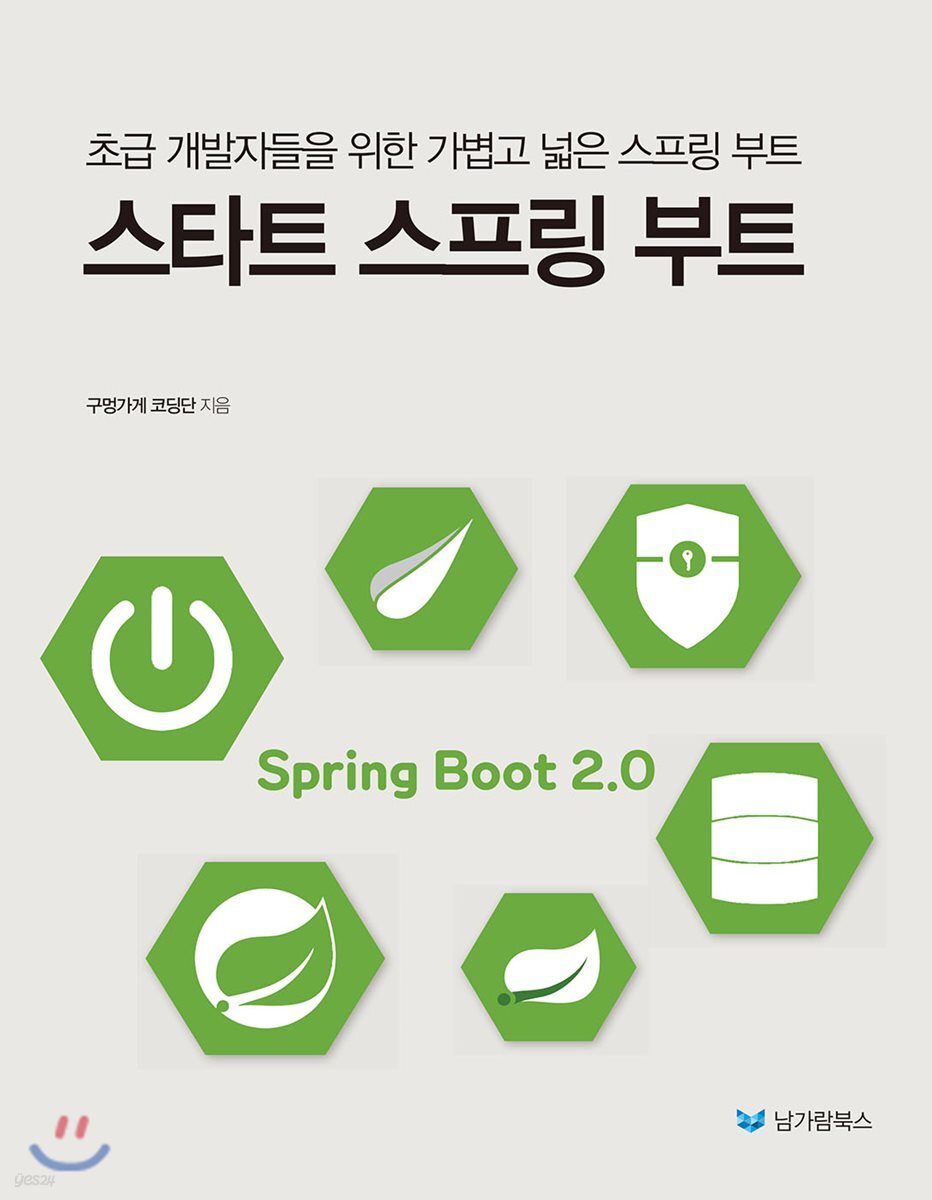 초급 개발자들을 위한 가볍고 넓은 스프링 부트
스타트 스프링 부트
구멍가게 코딩단 지음
Spring Boot 2.0
남가람북스
yes24